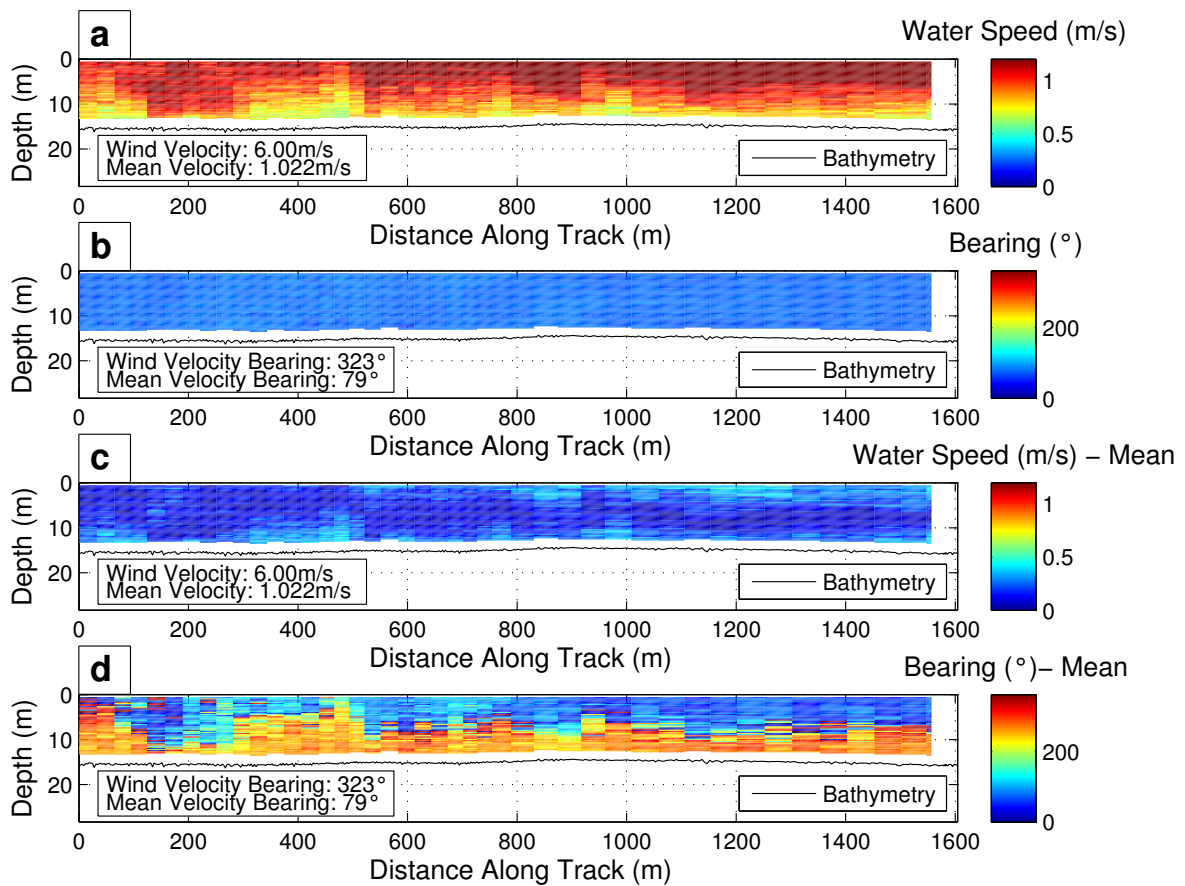 a
Water Speed (m/s)
0
10
20
Depth (m)
Wind Velocity: 6.00m/s
Mean Velocity: 1.022m/s
Bathymetry
1
0.5
0
0 200 400 600 800 1000 1200 1400 1600
Distance Along Track (m)
b
Bearing (°)
0
10
20
Depth (m)
Wind Velocity Bearing: 323°
Mean Velocity Bearing: 79°
Bathymetry
200
0
0 200 400 600 800 1000 1200 1400 1600
Distance Along Track (m)
c
Water Speed (m/s) − Mean
0
10
20
Depth (m)
Wind Velocity: 6.00m/s
Mean Velocity: 1.022m/s
Bathymetry
1
0.5
0
0 200 400 600 800 1000 1200 1400 1600
Distance Along Track (m)
d
Bearing (°)− Mean
0
10
20
Depth (m)
Wind Velocity Bearing: 323°
Mean Velocity Bearing: 79°
Bathymetry
200
0
0 200 400 600 800 1000 1200 1400 1600
Distance Along Track (m)